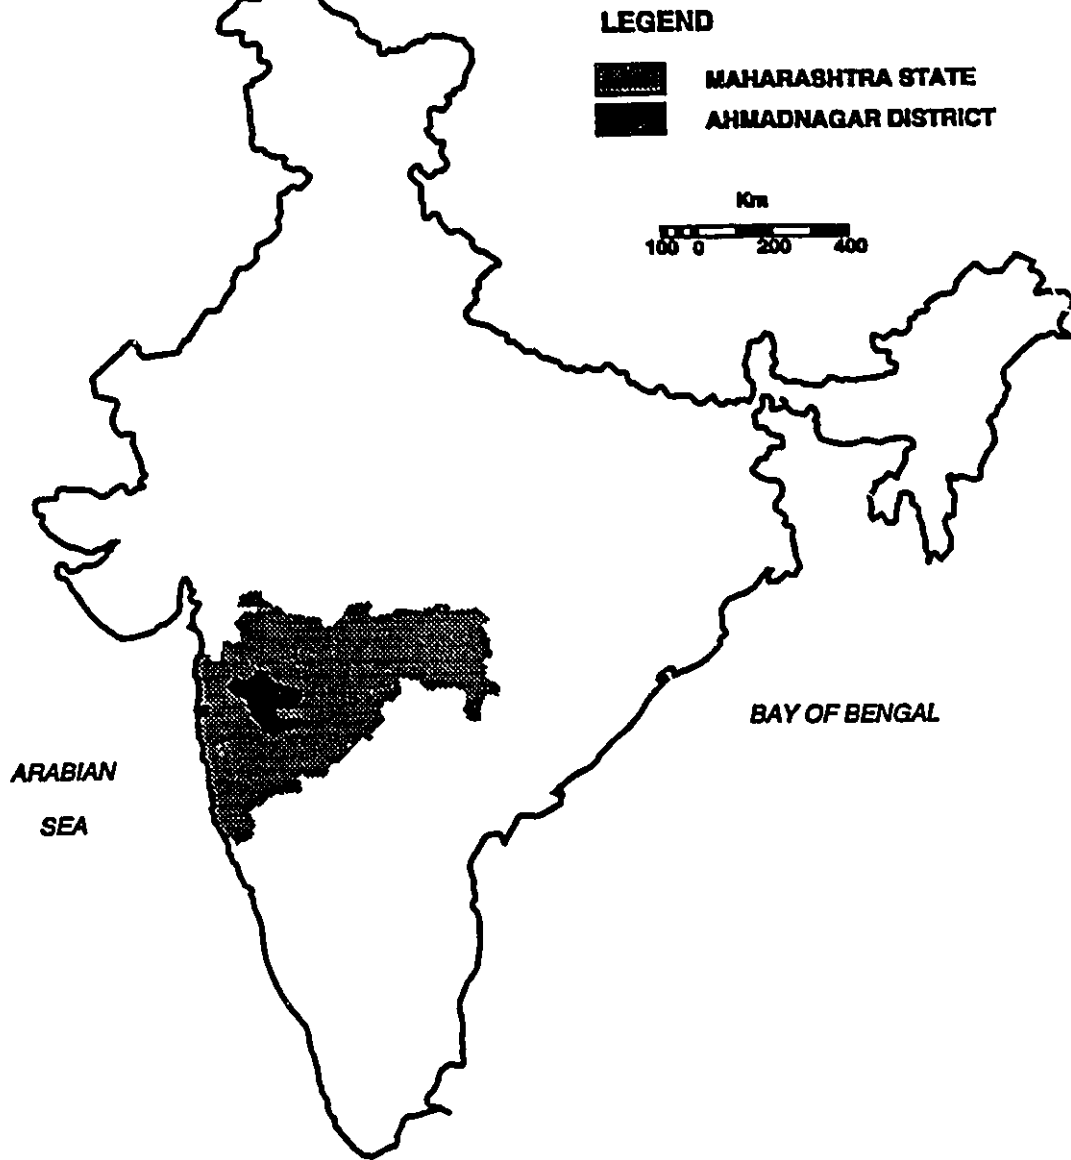 LEGEND
MAHARASHTRA STATE
AHMADNAGAR DISTRICT
Km
100 0 200 400
BAY OF BENGAL
ARABIAN
SEA